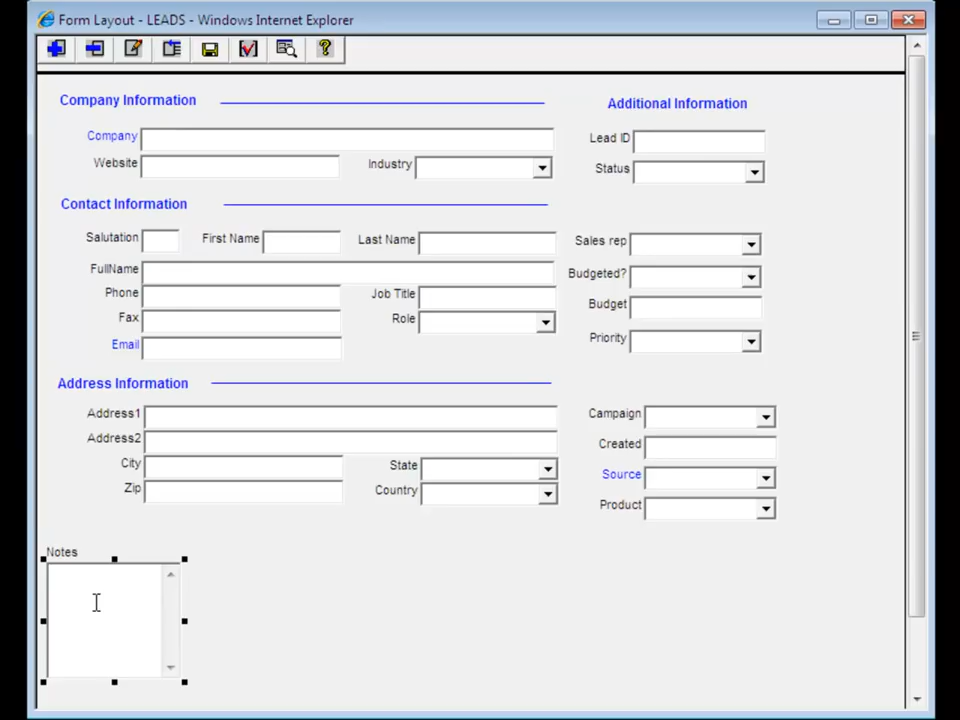 Form Layout - LEADS - Windows Internet Explorer
Company Information
Additional Information
Company
Lead ID
Website
Industry
Status
Contact Information
Salutation
First Name
Last Name
Sales rep
FullName
Budgeted?
Phone
Job Title
Budget
Fax
Role
Email
Priority
Address Information
Address1
Campaign
Address2
Created
City
State
Source
Zip
Country
Product
Notes